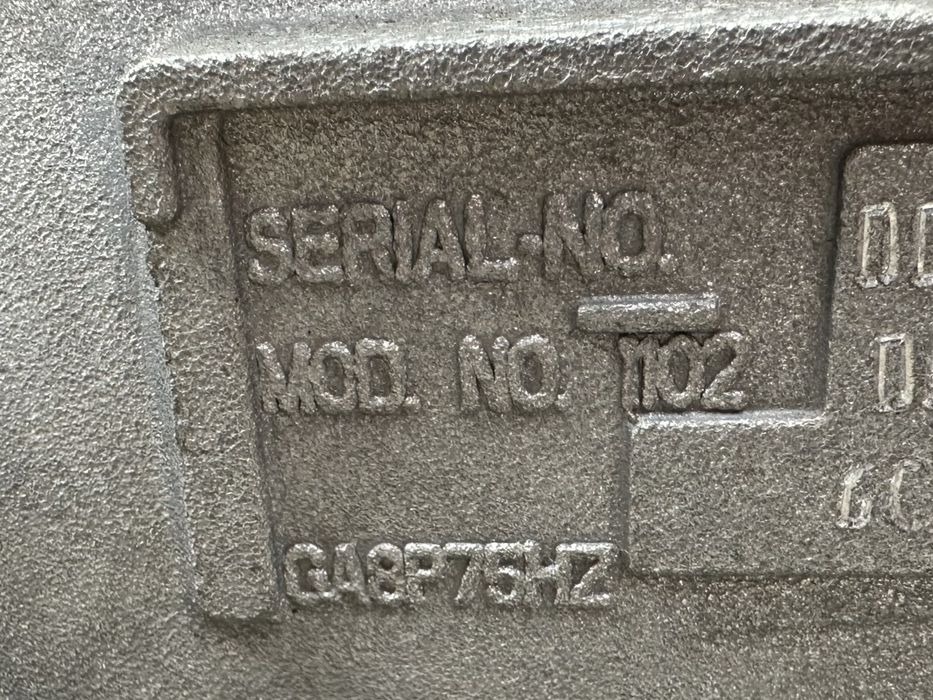 SERIAL-NO.
MOD. NO. 1102
GA8P75HZ